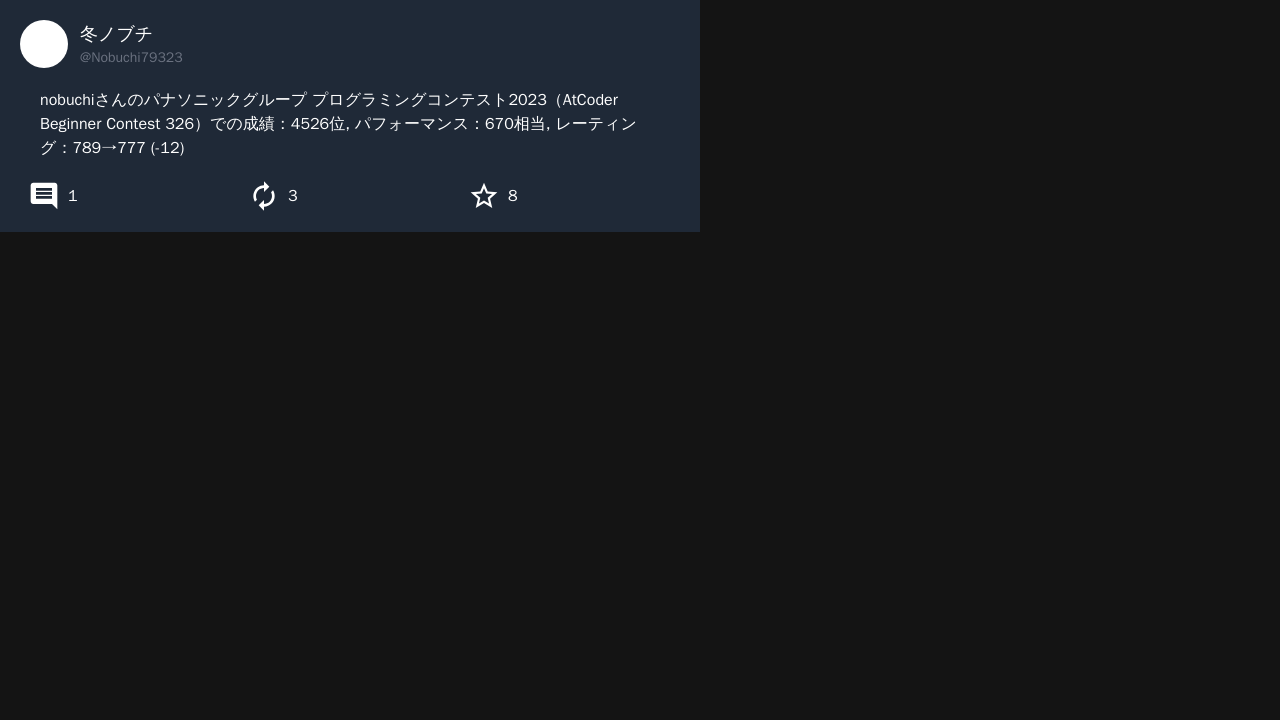 冬ノブチ
@Nobuchi79323
nobuchiさんのパナソニックグループ プログラミングコンテスト2023（AtCoder
Beginner Contest 326）での成績：4526位, パフォーマンス：670相当, レーティン
グ：789→777 (-12)
1
3
8